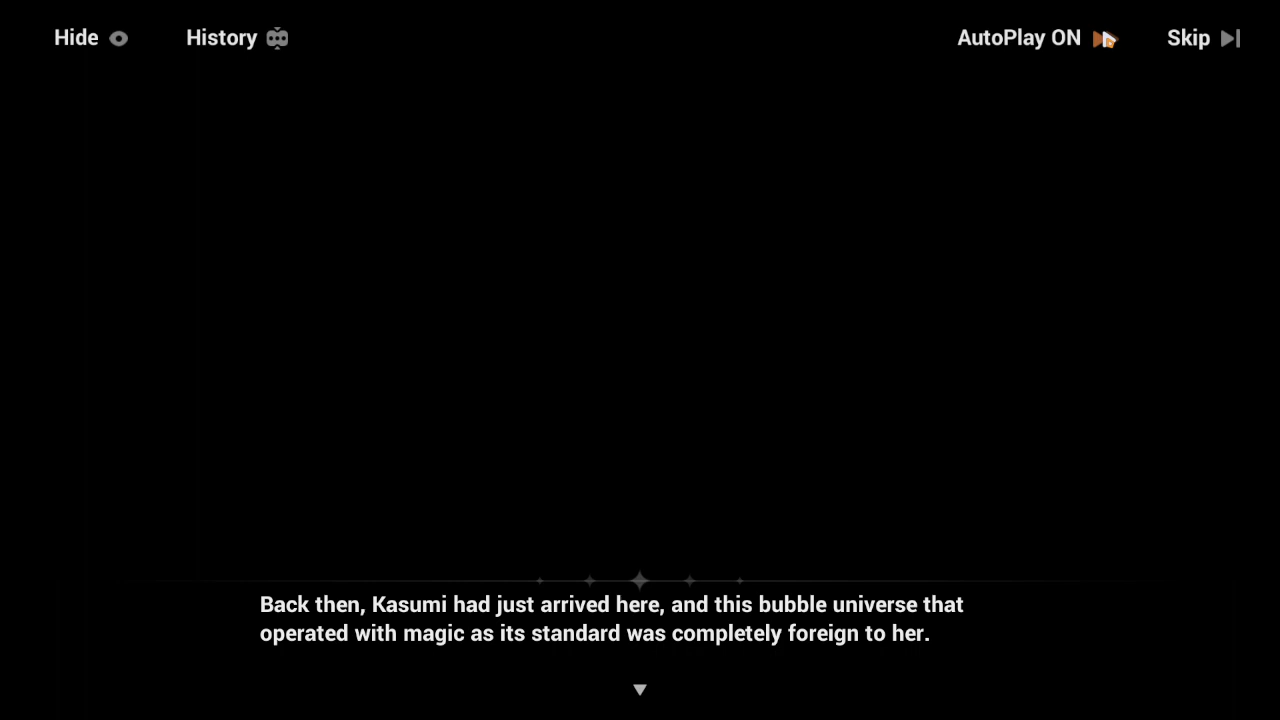 Hide
History
AutoPlay ON
Skip
Back then, Kasumi had just arrived here, and this bubble universe that
operated with magic as its standard was completely foreign to her.